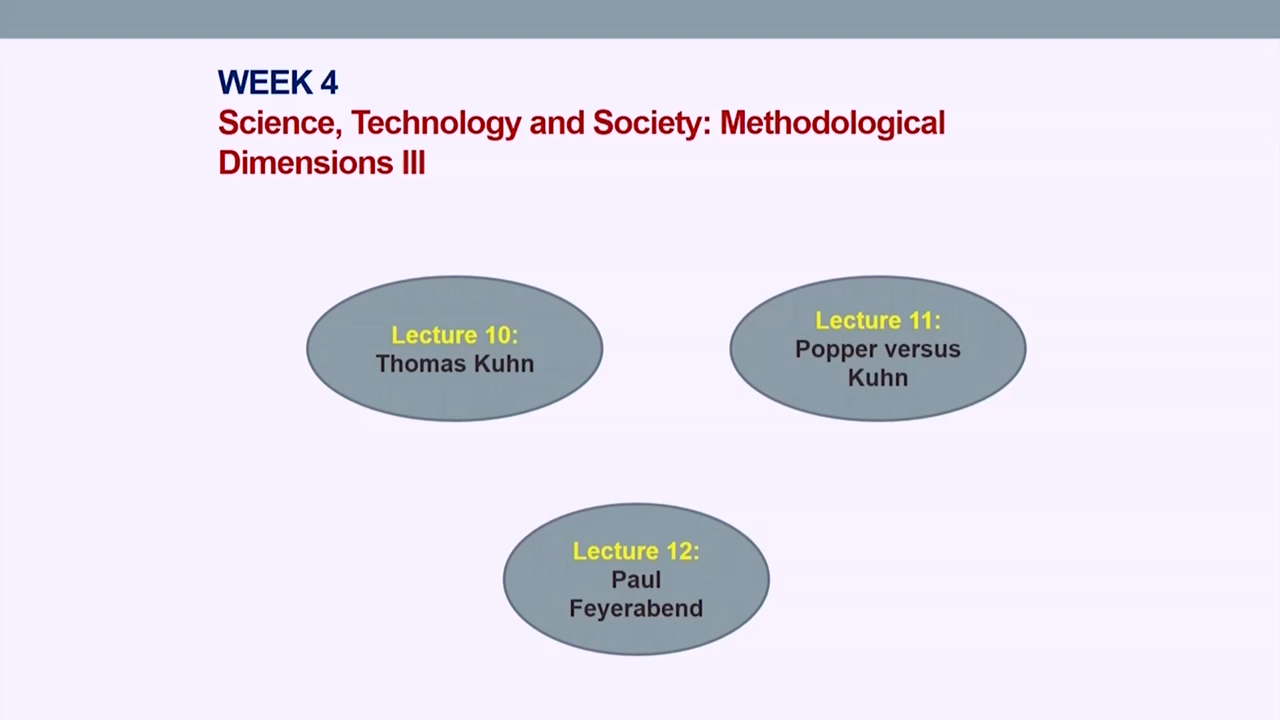 WEEK 4
Science, Technology and Society: Methodological
Dimensions III
Lecture 10:
Thomas Kuhn
Lecture 11:
Popper versus
Kuhn
Lecture 12:
Paul
Feyerabend